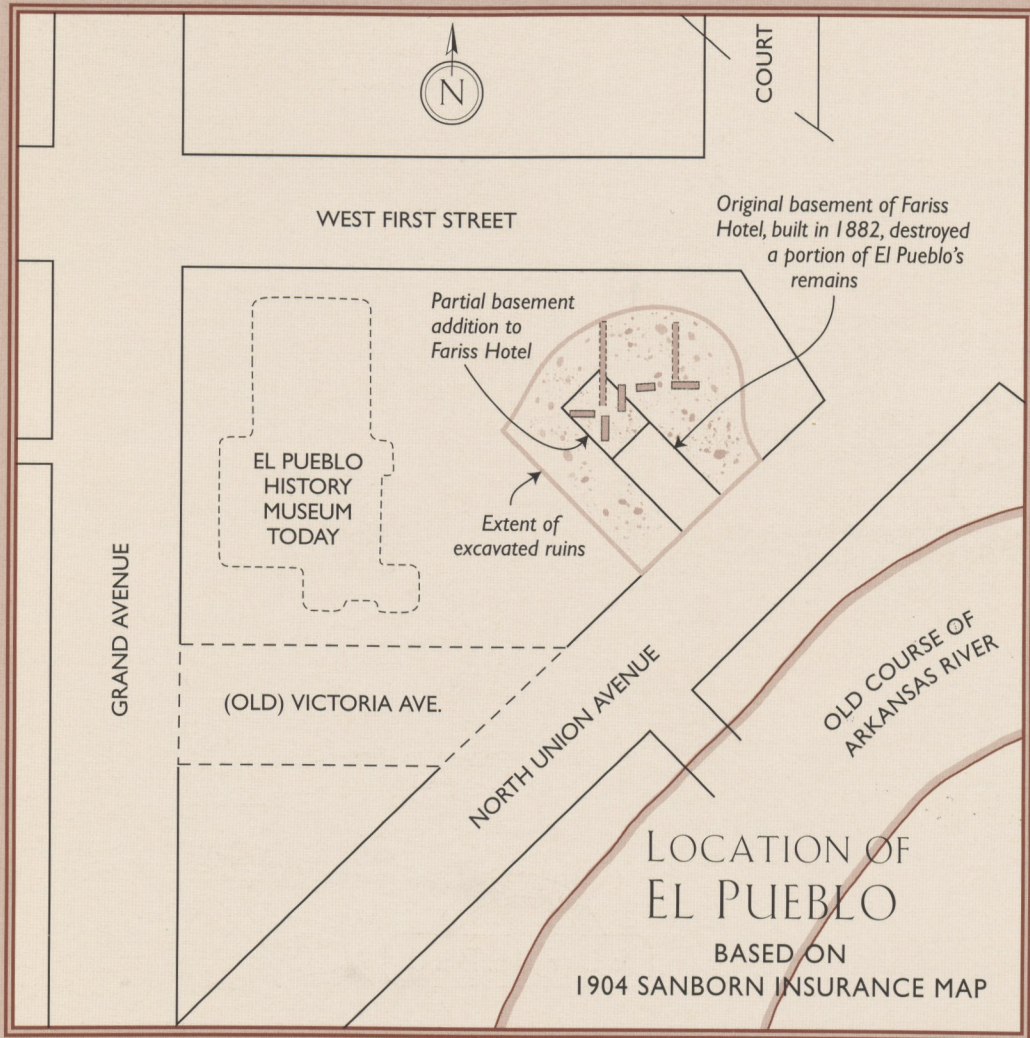 N
COURT
WEST FIRST STREET
Original basement of Fariss
Hotel, built in 1882, destroyed
a portion of El Pueblo's
remains
Partial basement
addition to
Fariss Hotel
EL PUEBLO
HISTORY
MUSEUM
TODAY
Extent of
excavated ruins
GRAND AVENUE
(OLD) VICTORIA AVE.
NORTH UNION AVENUE
OLD COURSE OF
ARKANSAS RIVER
LOCATION OF
EL PUEBLO
BASED ON
1904 SANBORN INSURANCE MAP